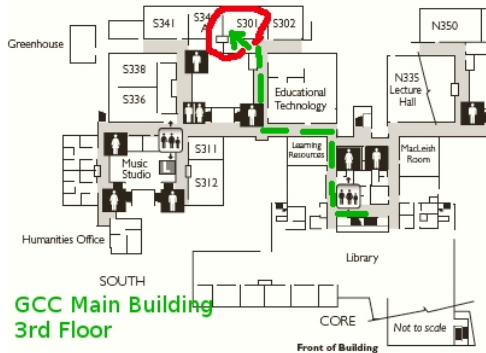 S341
S34
A
S301
S302
N350
Greenhouse
S338
S336
Educational
Technology
N335
Lecture
Hall
Music
Studio
S311
S312
Learning
Resources
MacLeish
Room
Humanities Office
Library
SOUTH
CORE
GCC Main Building
3rd Floor
Not to scale
Front of Building